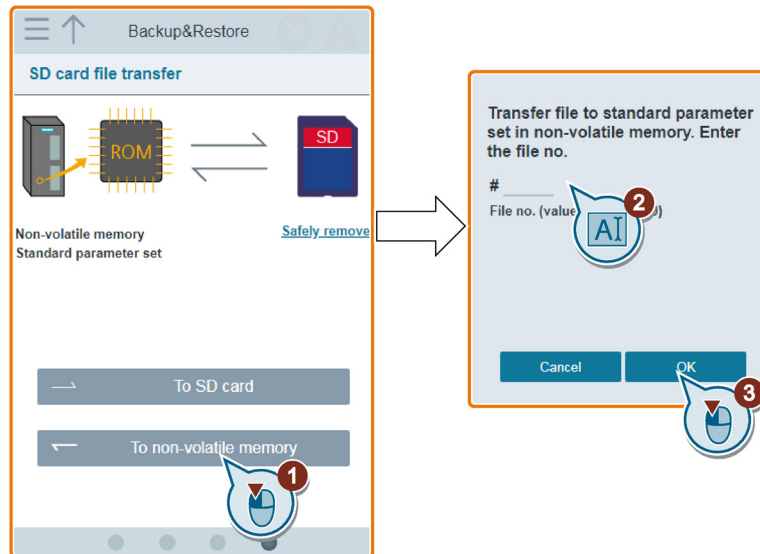 Backup&Restore
SD card file transfer
ROM
SD
Non-volatile memory
Standard parameter set
Safely remove
To SD card
To non-volatile memory
1
Transfer file to standard parameter
set in non-volatile memory. Enter
the file no.
#
2
File no. (value
AI
Cancel
OK
3